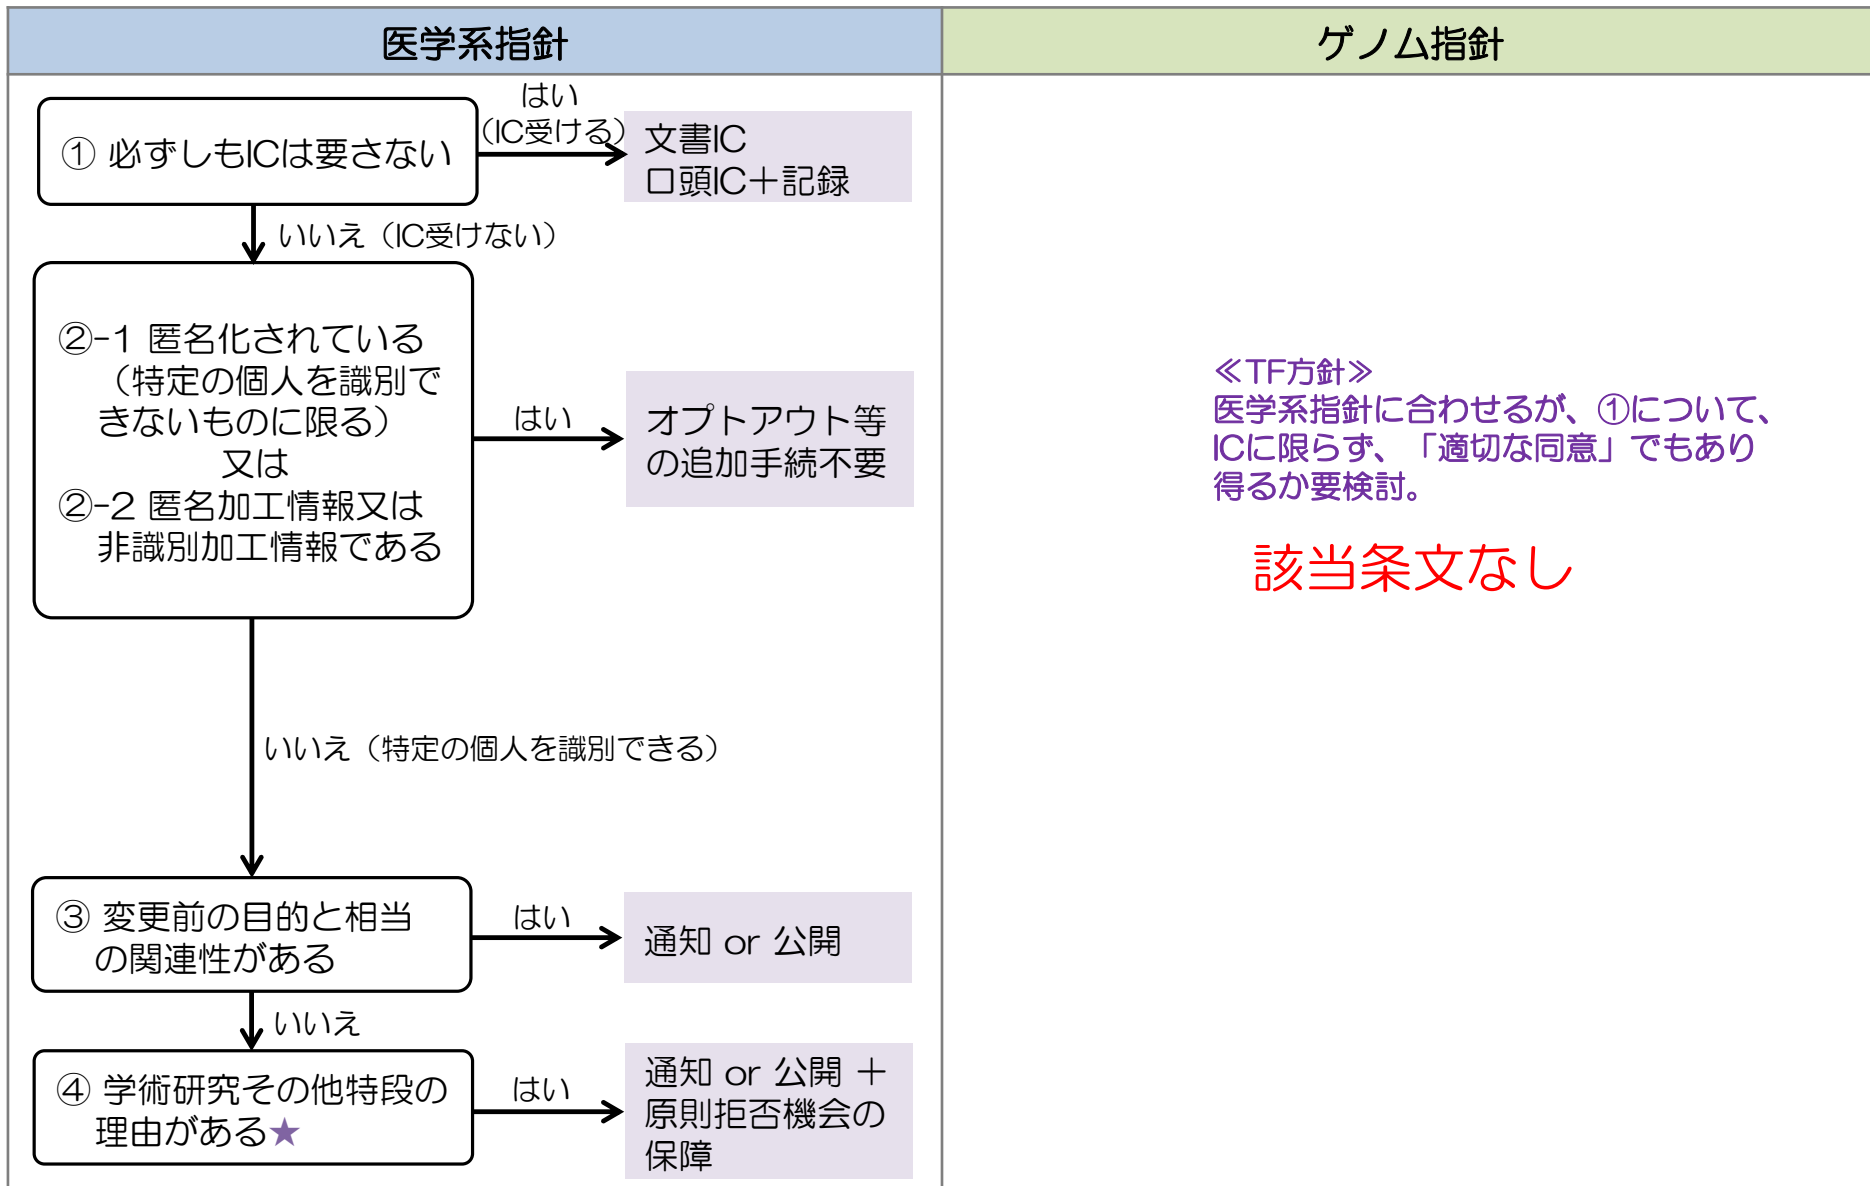 医学系指針
ゲノム指針
① 必ずしもICは要さない
はい
(IC受ける)
文書IC
口頭IC＋記録
いいえ（IC受けない）
②-1 匿名化されている
（特定の個人を識別で
きないものに限る）
又は
②-2 匿名加工情報又は
非識別加工情報である
はい
オプトアウト等
の追加手続不要
いいえ（特定の個人を識別できる）
③ 変更前の目的と相当
の関連性がある
はい
通知 or 公開
いいえ
④ 学術研究その他特段の
理由がある★
はい
通知 or 公開 ＋
原則拒否機会の
保障
≪TF方針≫
医学系指針に合わせるが、①について、
ICに限らず、「適切な同意」でもあり
得るか要検討。
該当条文なし